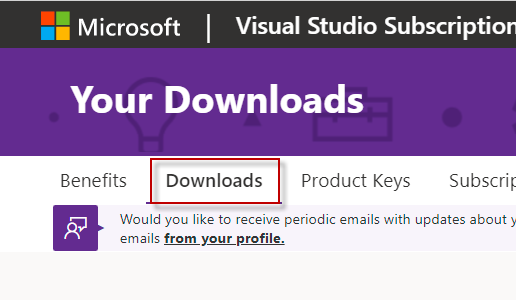 Microsoft | Visual Studio Subscription
Your Downloads
Benefits Downloads Product Keys Subscrip
Would you like to receive periodic emails with updates about y
emails from your profile.